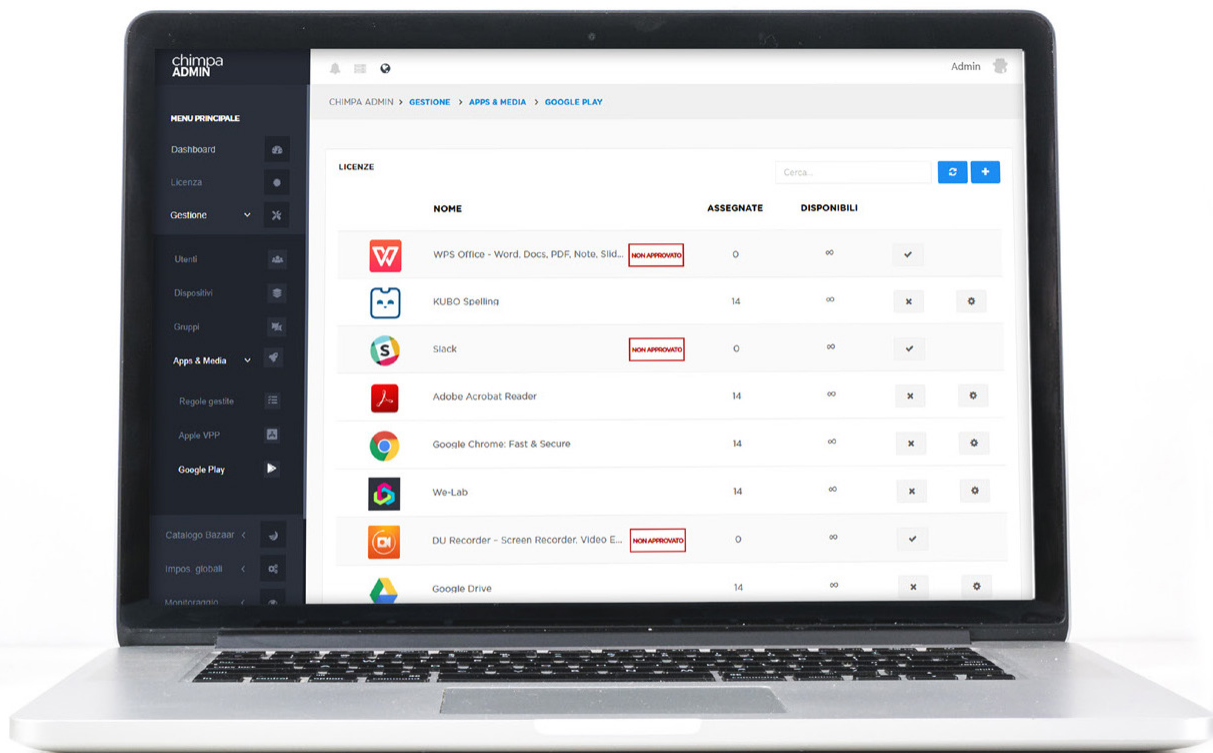 chimpa
ADMIN
Admin
CHIMPA ADMIN > GESTIONE > APPS & MEDIA > GOOGLE PLAY
MENU PRINCIPALE
Dashboard
Licenza
Gestione
Utenti
Dispositivi
Gruppi
Apps & Media
Regole gestite
Apple VPP
Google Play
Catalogo Bazaar
Impos. globali
Monitoraggio
LICENZE
Cerca...
NOME ASSEGNATE DISPONIBILI
WPS Office - Word, Docs, PDF, Note, Slid... NON APPROVATO 0 ∞
KUBO Spelling 14 ∞
S Slack NON APPROVATO 0 ∞
Adobe Acrobat Reader 14 ∞
Google Chrome: Fast & Secure 14 ∞
We-Lab 14 ∞
DU Recorder – Screen Recorder, Video E... NON APPROVATO 0 ∞
Google Drive 14 ∞